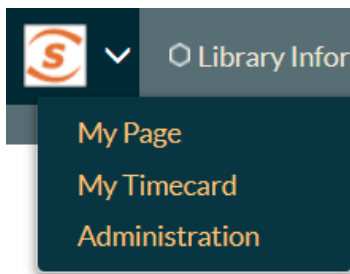 S
Library Infor
My Page
My Timecard
Administration